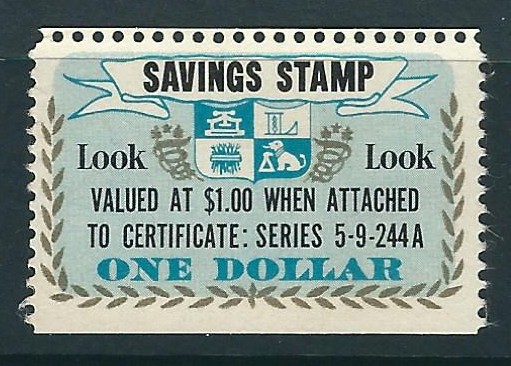 SAVINGS STAMP
Look Look
VALUED AT $1.00 WHEN ATTACHED
TO CERTIFICATE: SERIES 5-9-244A
ONE DOLLAR